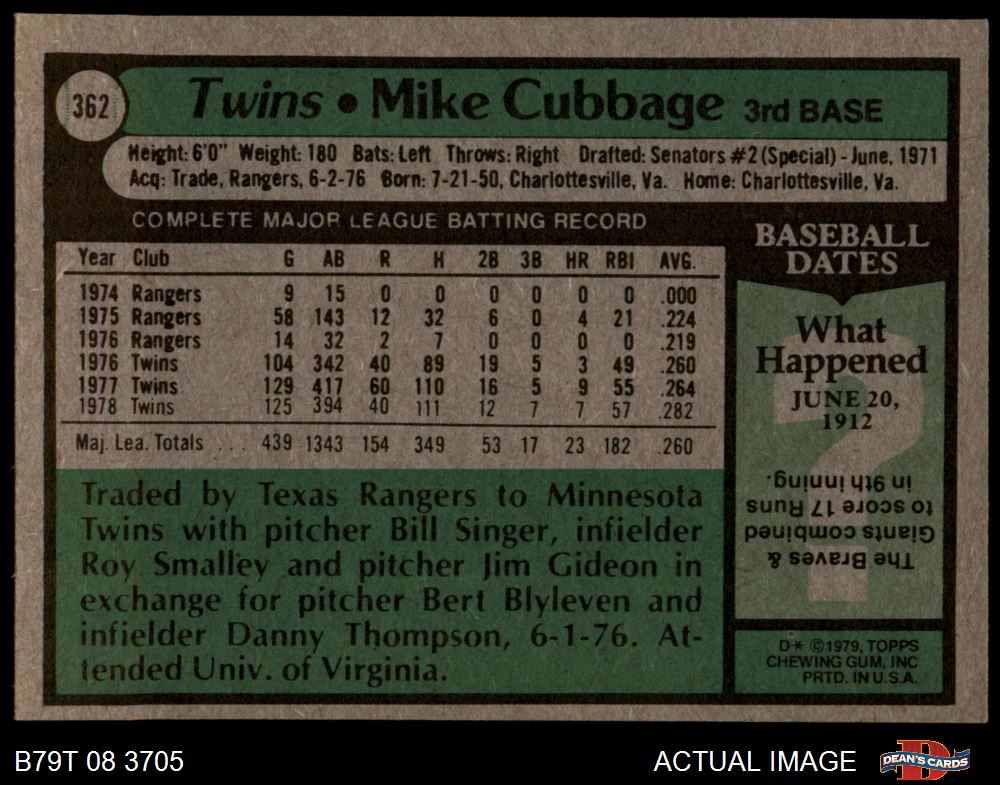 362
Twins • Mike Cubbage 3rd BASE
Height: 6'0" Weight: 180 Bats: Left Throws: Right Drafted: Senators #2 (Special) - June, 1971
Acq: Trade, Rangers, 6-2-76 Born: 7-21-50, Charlottesville, Va. Home: Charlottesville, Va.
COMPLETE MAJOR LEAGUE BATTING RECORD
Year Club G AB R H 2B 3B HR RBI AVG.
1974 Rangers 9 15 0 0 0 0 0 0 .000
1975 Rangers 58 143 12 32 6 0 4 21 .224
1976 Rangers 14 32 2 7 0 0 0 0 .219
1976 Twins 104 342 40 89 19 5 3 49 .260
1977 Twins 129 417 60 110 16 5 9 55 .264
1978 Twins 125 394 40 111 12 7 7 57 .282
Maj. Lea. Totals . . . 439 1343 154 349 53 17 23 182 .260
Traded by Texas Rangers to Minnesota
Twins with pitcher Bill Singer, infielder
Roy Smalley and pitcher Jim Gideon in
exchange for pitcher Bert Blyleven and
infielder Danny Thompson, 6-1-76. At-
tended Univ. of Virginia.
BASEBALL
DATES
What
Happened
JUNE 20,
1912
?
The Braves &
Giants combined
to score 17 Runs
in 9th inning.
D* ©1979, TOPPS
CHEWING GUM, INC
PRTD. IN U.S.A.
B79T 08 3705
ACTUAL IMAGE
D
DEAN'S CARDS